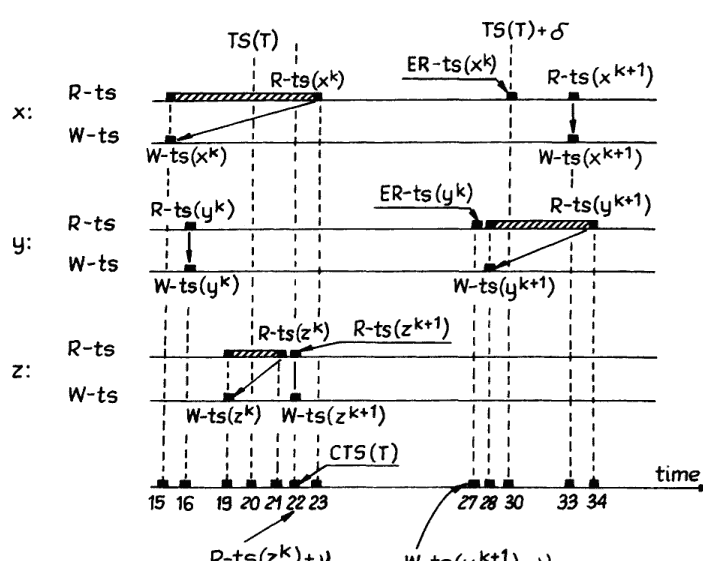 TS(T)
TS(T)+δ
ER-ts(x^k)
R-ts(x^k)
R-ts(x^k+1)
x:
R-ts
W-ts
W-ts(x^k)
W-ts(x^k+1)
ER-ts(y^k)
R-ts(y^k)
R-ts(y^k+1)
y:
R-ts
W-ts
W-ts(y^k)
W-ts(y^k+1)
R-ts(z^k)
R-ts(z^k+1)
z:
R-ts
W-ts
W-ts(z^k)
W-ts(z^k+1)
CTS(T)
time
15 16 19 20 21 22 23 27 28 30 33 34